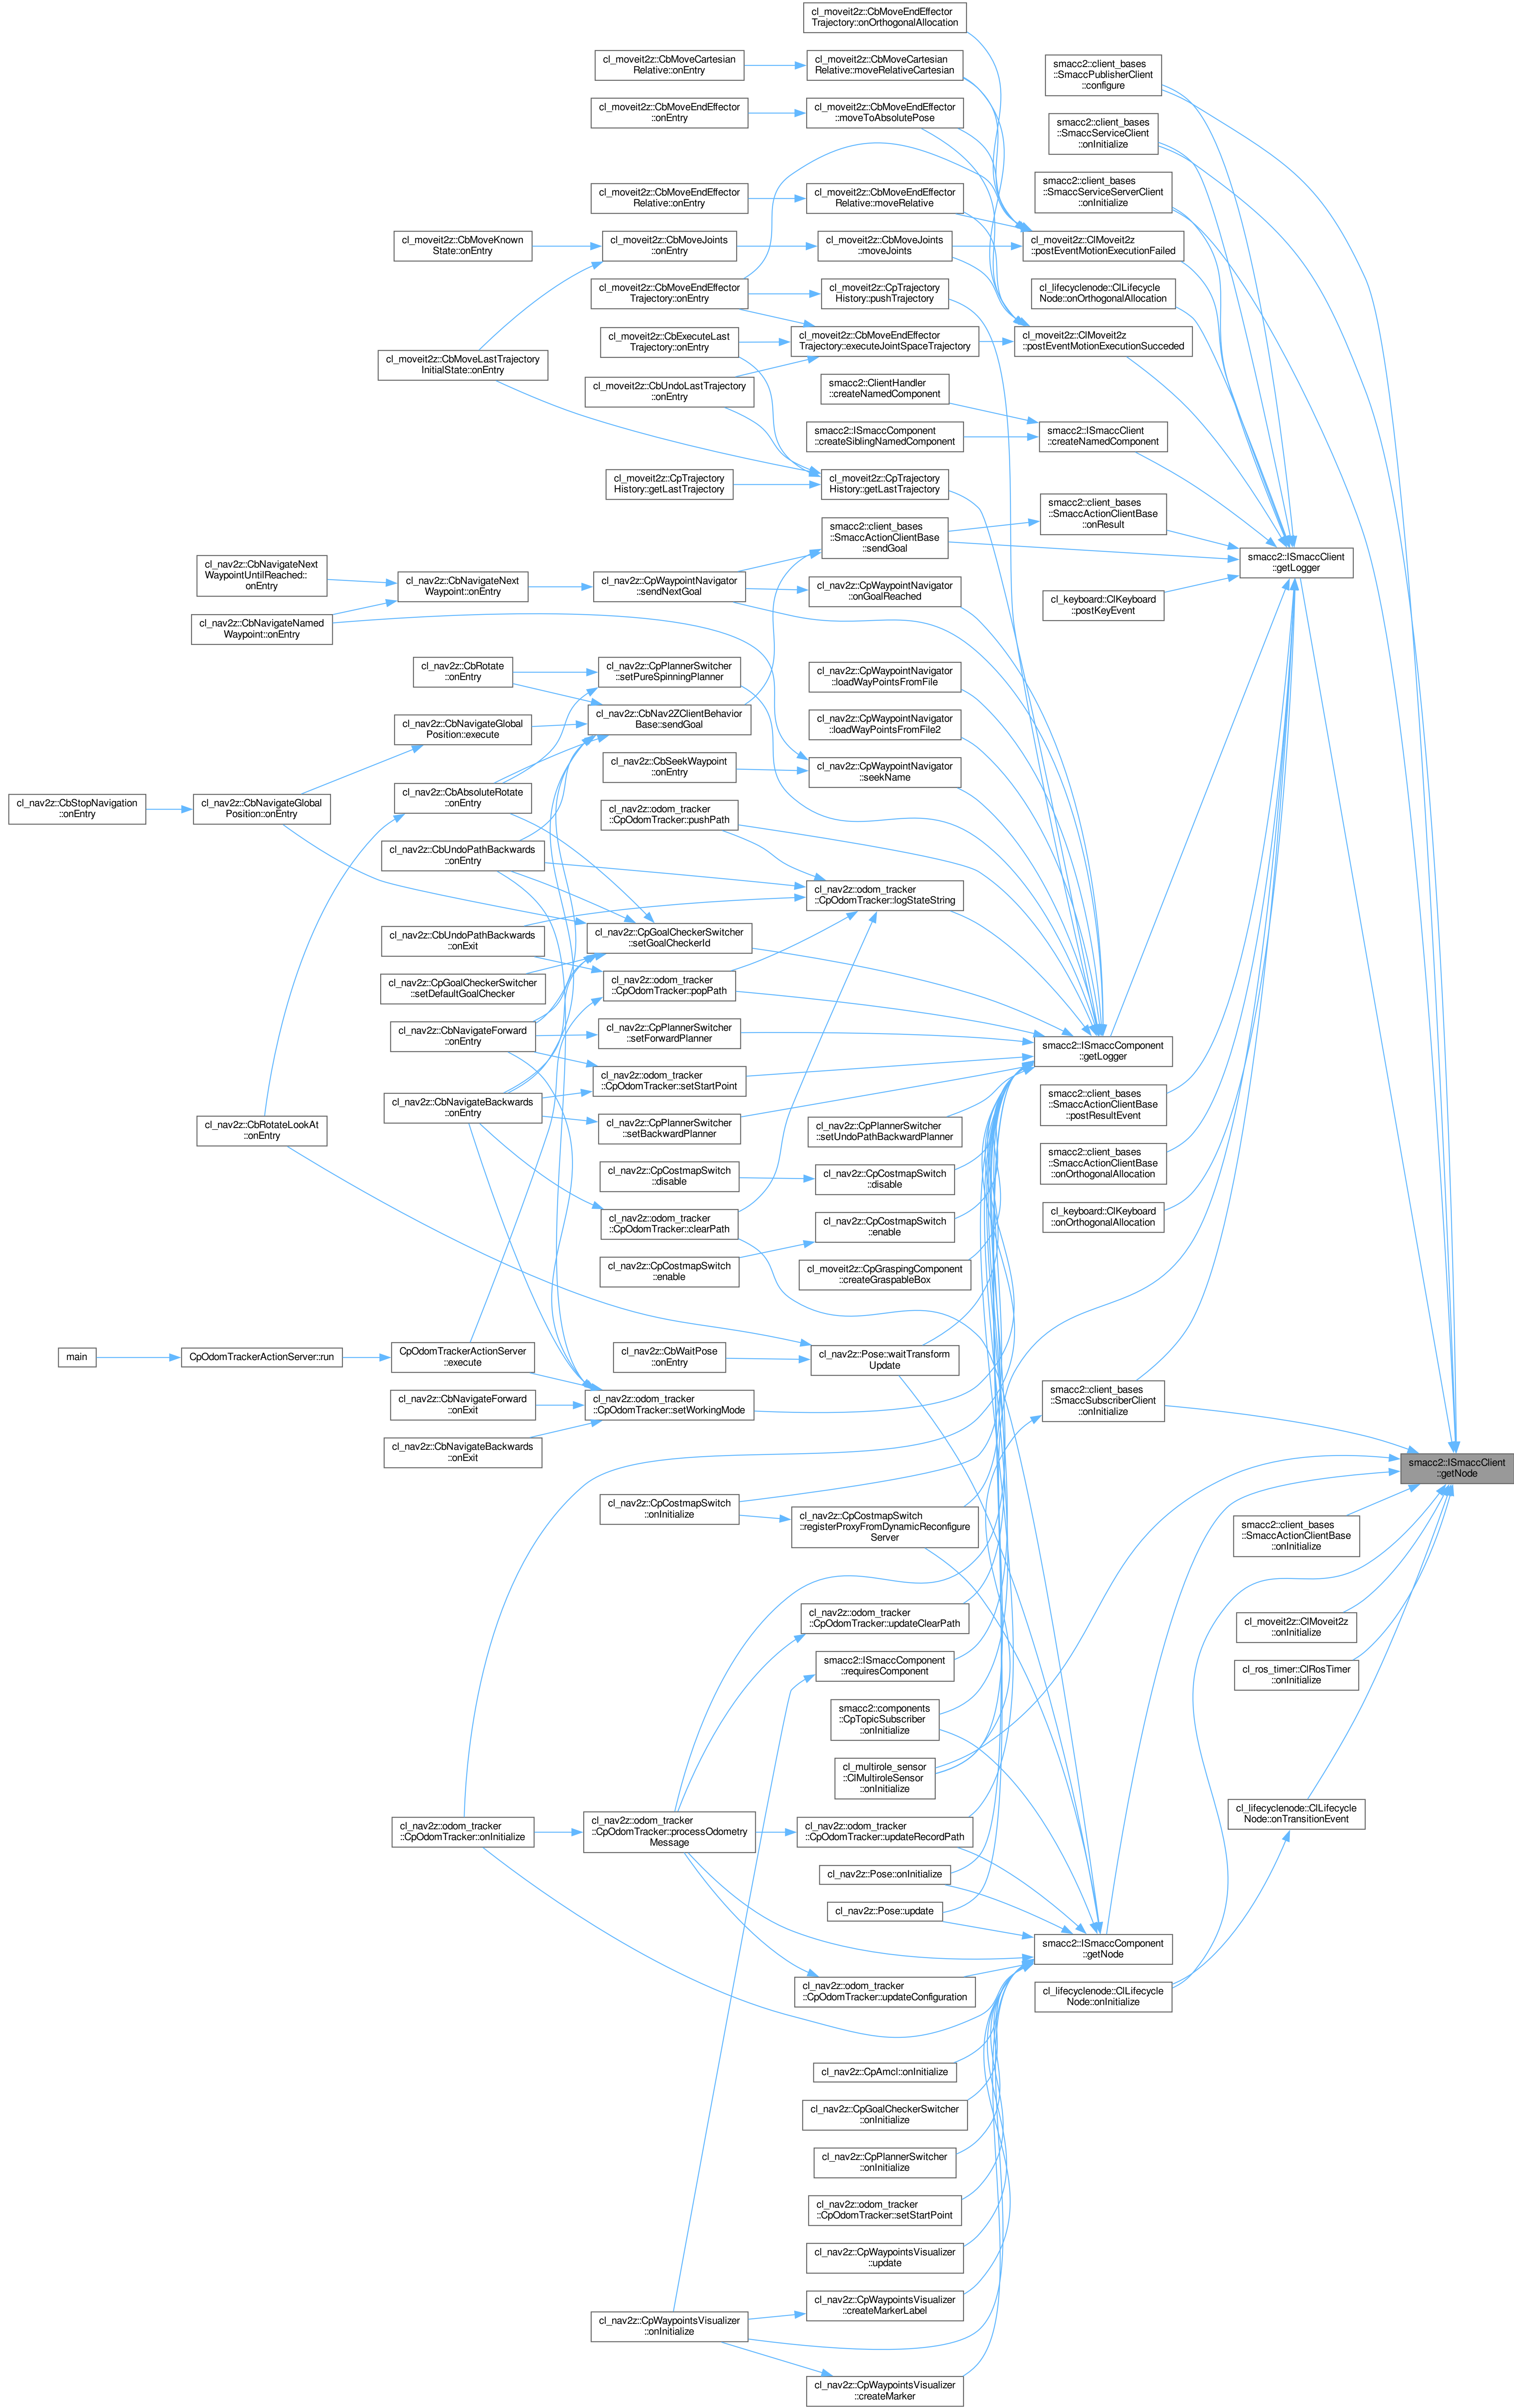 cl_moveit2z::CbMoveEndEffector
Trajectory::onOrthogonalAllocation
cl_moveit2z::CbMoveCartesian
Relative::onEntry
cl_moveit2z::CbMoveCartesian
Relative::moveRelativeCartesian
smacc2::client_bases
::SmaccPublisherClient
::configure
cl_moveit2z::CbMoveEndEffector
::onEntry
cl_moveit2z::CbMoveEndEffector
::moveToAbsolutePose
smacc2::client_bases
::SmaccServiceClient
::onInitialize
cl_moveit2z::CbMoveEndEffector
Relative::onEntry
cl_moveit2z::CbMoveEndEffector
Relative::moveRelative
smacc2::client_bases
::SmaccServiceServerClient
::onInitialize
cl_moveit2z::CbMoveKnown
State::onEntry
cl_moveit2z::CbMoveJoints
::onEntry
cl_moveit2z::CbMoveJoints
::moveJoints
cl_moveit2z::ClMoveit2z
::postEventMotionExecutionFailed
cl_moveit2z::CbMoveEndEffector
Trajectory::onEntry
cl_moveit2z::CpTrajectory
History::pushTrajectory
cl_lifecyclenode::ClLifecycle
Node::onOrthogonalAllocation
cl_moveit2z::CbExecuteLast
Trajectory::onEntry
cl_moveit2z::CbMoveEndEffector
Trajectory::executeJointSpaceTrajectory
cl_moveit2z::ClMoveit2z
::postEventMotionExecutionSucceded
cl_moveit2z::CbMoveLastTrajectory
InitialState::onEntry
cl_moveit2z::CbUndoLastTrajectory
::onEntry
smacc2::ClientHandler
::createNamedComponent
smacc2::ISmaccComponent
::createSiblingNamedComponent
smacc2::ISmaccClient
::createNamedComponent
cl_moveit2z::CpTrajectory
History::getLastTrajectory
cl_moveit2z::CpTrajectory
History::getLastTrajectory
smacc2::client_bases
::SmaccActionClientBase
::onResult
smacc2::client_bases
::SmaccActionClientBase
::sendGoal
smacc2::ISmaccClient
::getLogger
cl_nav2z::CbNavigateNext
WaypointUntilReached::
onEntry
cl_nav2z::CbNavigateNext
Waypoint::onEntry
cl_nav2z::CpWaypointNavigator
::sendNextGoal
cl_nav2z::CpWaypointNavigator
::onGoalReached
cl_keyboard::ClKeyboard
::postKeyEvent
cl_nav2z::CbNavigateNamed
Waypoint::onEntry
cl_nav2z::CbRotate
::onEntry
cl_nav2z::CpPlannerSwitcher
::setPureSpinningPlanner
cl_nav2z::CpWaypointNavigator
::loadWayPointsFromFile
cl_nav2z::CbNavigateGlobal
Position::execute
cl_nav2z::CbNav2ZClientBehavior
Base::sendGoal
cl_nav2z::CpWaypointNavigator
::loadWayPointsFromFile2
cl_nav2z::CbSeekWaypoint
::onEntry
cl_nav2z::CpWaypointNavigator
::seekName
cl_nav2z::CbStopNavigation
::onEntry
cl_nav2z::CbNavigateGlobal
Position::onEntry
cl_nav2z::CbAbsoluteRotate
::onEntry
cl_nav2z::odom_tracker
::CpOdomTracker::pushPath
cl_nav2z::CbUndoPathBackwards
::onEntry
cl_nav2z::odom_tracker
::CpOdomTracker::logStateString
cl_nav2z::CbUndoPathBackwards
::onExit
cl_nav2z::CpGoalCheckerSwitcher
::setGoalCheckerId
cl_nav2z::CpGoalCheckerSwitcher
::setDefaultGoalChecker
cl_nav2z::odom_tracker
::CpOdomTracker::popPath
cl_nav2z::CbNavigateForward
::onEntry
cl_nav2z::CpPlannerSwitcher
::setForwardPlanner
smacc2::ISmaccComponent
::getLogger
cl_nav2z::odom_tracker
::CpOdomTracker::setStartPoint
cl_nav2z::CbNavigateBackwards
::onEntry
smacc2::client_bases
::SmaccActionClientBase
::postResultEvent
cl_nav2z::CbRotateLookAt
::onEntry
cl_nav2z::CpPlannerSwitcher
::setBackwardPlanner
cl_nav2z::CpPlannerSwitcher
::setUndoPathBackwardPlanner
cl_nav2z::CpCostmapSwitch
::disable
cl_nav2z::CpCostmapSwitch
::disable
smacc2::client_bases
::SmaccActionClientBase
::onOrthogonalAllocation
cl_nav2z::odom_tracker
::CpOdomTracker::clearPath
cl_nav2z::CpCostmapSwitch
::enable
cl_keyboard::ClKeyboard
::onOrthogonalAllocation
cl_nav2z::CpCostmapSwitch
::enable
cl_moveit2z::CpGraspingComponent
::createGraspableBox
main
CpOdomTrackerActionServer::run
CpOdomTrackerActionServer
::execute
cl_nav2z::CbWaitPose
::onEntry
cl_nav2z::Pose::waitTransform
Update
cl_nav2z::CbNavigateForward
::onExit
cl_nav2z::odom_tracker
::CpOdomTracker::setWorkingMode
smacc2::client_bases
::SmaccSubscriberClient
::onInitialize
cl_nav2z::CbNavigateBackwards
::onExit
smacc2::ISmaccClient
::getNode
cl_nav2z::CpCostmapSwitch
::onInitialize
cl_nav2z::CpCostmapSwitch
::registerProxyFromDynamicReconfigure
Server
smacc2::client_bases
::SmaccActionClientBase
::onInitialize
cl_nav2z::odom_tracker
::CpOdomTracker::updateClearPath
cl_moveit2z::ClMoveit2z
::onInitialize
smacc2::ISmaccComponent
::requiresComponent
cl_ros_timer::ClRosTimer
::onInitialize
smacc2::components
::CpTopicSubscriber
::onInitialize
cl_multirole_sensor
::ClMultiroleSensor
::onInitialize
cl_lifecyclenode::ClLifecycle
Node::onTransitionEvent
cl_nav2z::odom_tracker
::CpOdomTracker::onInitialize
cl_nav2z::odom_tracker
::CpOdomTracker::processOdometry
Message
cl_nav2z::odom_tracker
::CpOdomTracker::updateRecordPath
cl_nav2z::Pose::onInitialize
cl_nav2z::Pose::update
smacc2::ISmaccComponent
::getNode
cl_nav2z::odom_tracker
::CpOdomTracker::updateConfiguration
cl_lifecyclenode::ClLifecycle
Node::onInitialize
cl_nav2z::CpAmcl::onInitialize
cl_nav2z::CpGoalCheckerSwitcher
::onInitialize
cl_nav2z::CpPlannerSwitcher
::onInitialize
cl_nav2z::odom_tracker
::CpOdomTracker::setStartPoint
cl_nav2z::CpWaypointsVisualizer
::update
cl_nav2z::CpWaypointsVisualizer
::createMarkerLabel
cl_nav2z::CpWaypointsVisualizer
::onInitialize
cl_nav2z::CpWaypointsVisualizer
::createMarker